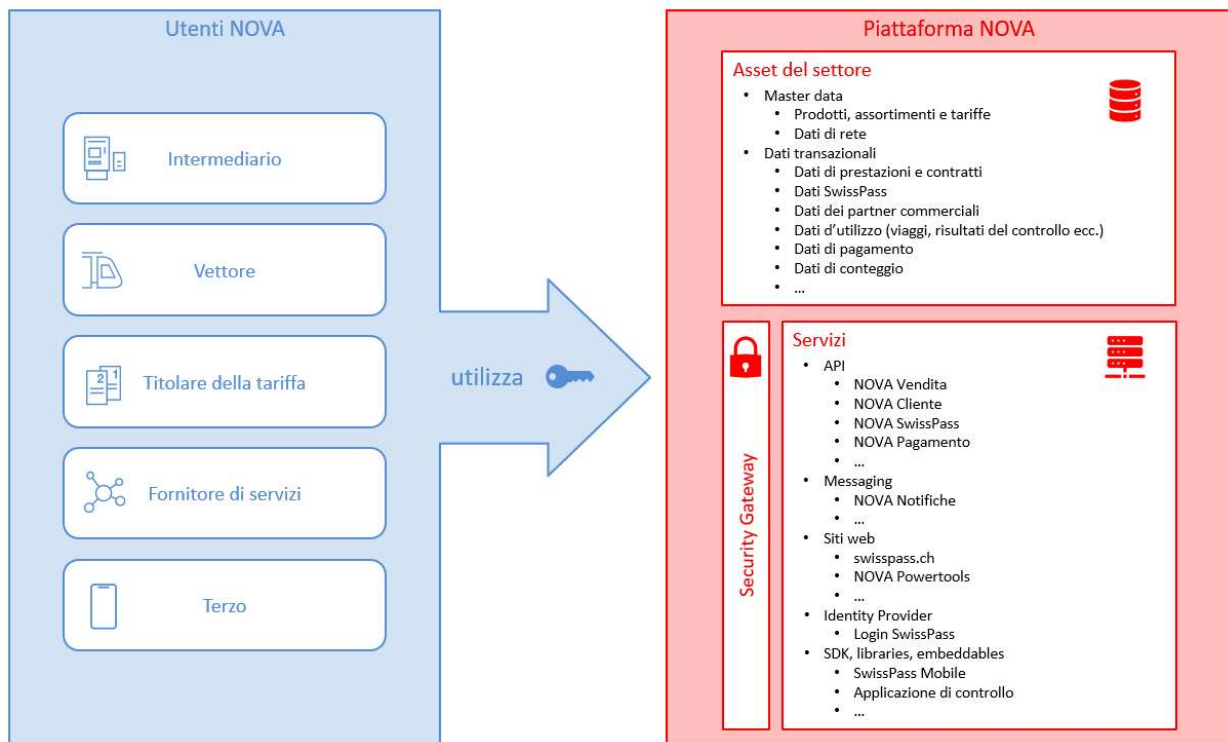 Utenti NOVA
Intermediario
Vettore
2 1
Titolare della tariffa
Fornitore di servizi
Terzo
utilizza
Piattaforma NOVA
Asset del settore
• Master data
• Prodotti, assortimenti e tariffe
• Dati di rete
• Dati transazionali
• Dati di prestazioni e contratti
• Dati SwissPass
• Dati dei partner commerciali
• Dati d'utilizzo (viaggi, risultati del controllo ecc.)
• Dati di pagamento
• Dati di conteggio
• ...
Security Gateway
Servizi
• API
• NOVA Vendita
• NOVA Cliente
• NOVA SwissPass
• NOVA Pagamento
• ...
• Messaging
• NOVA Notifiche
• ...
• Siti web
• swisspass.ch
• NOVA Powertools
• ...
• Identity Provider
• Login SwissPass
• SDK, libraries, embeddables
• SwissPass Mobile
• Applicazione di controllo
• ...